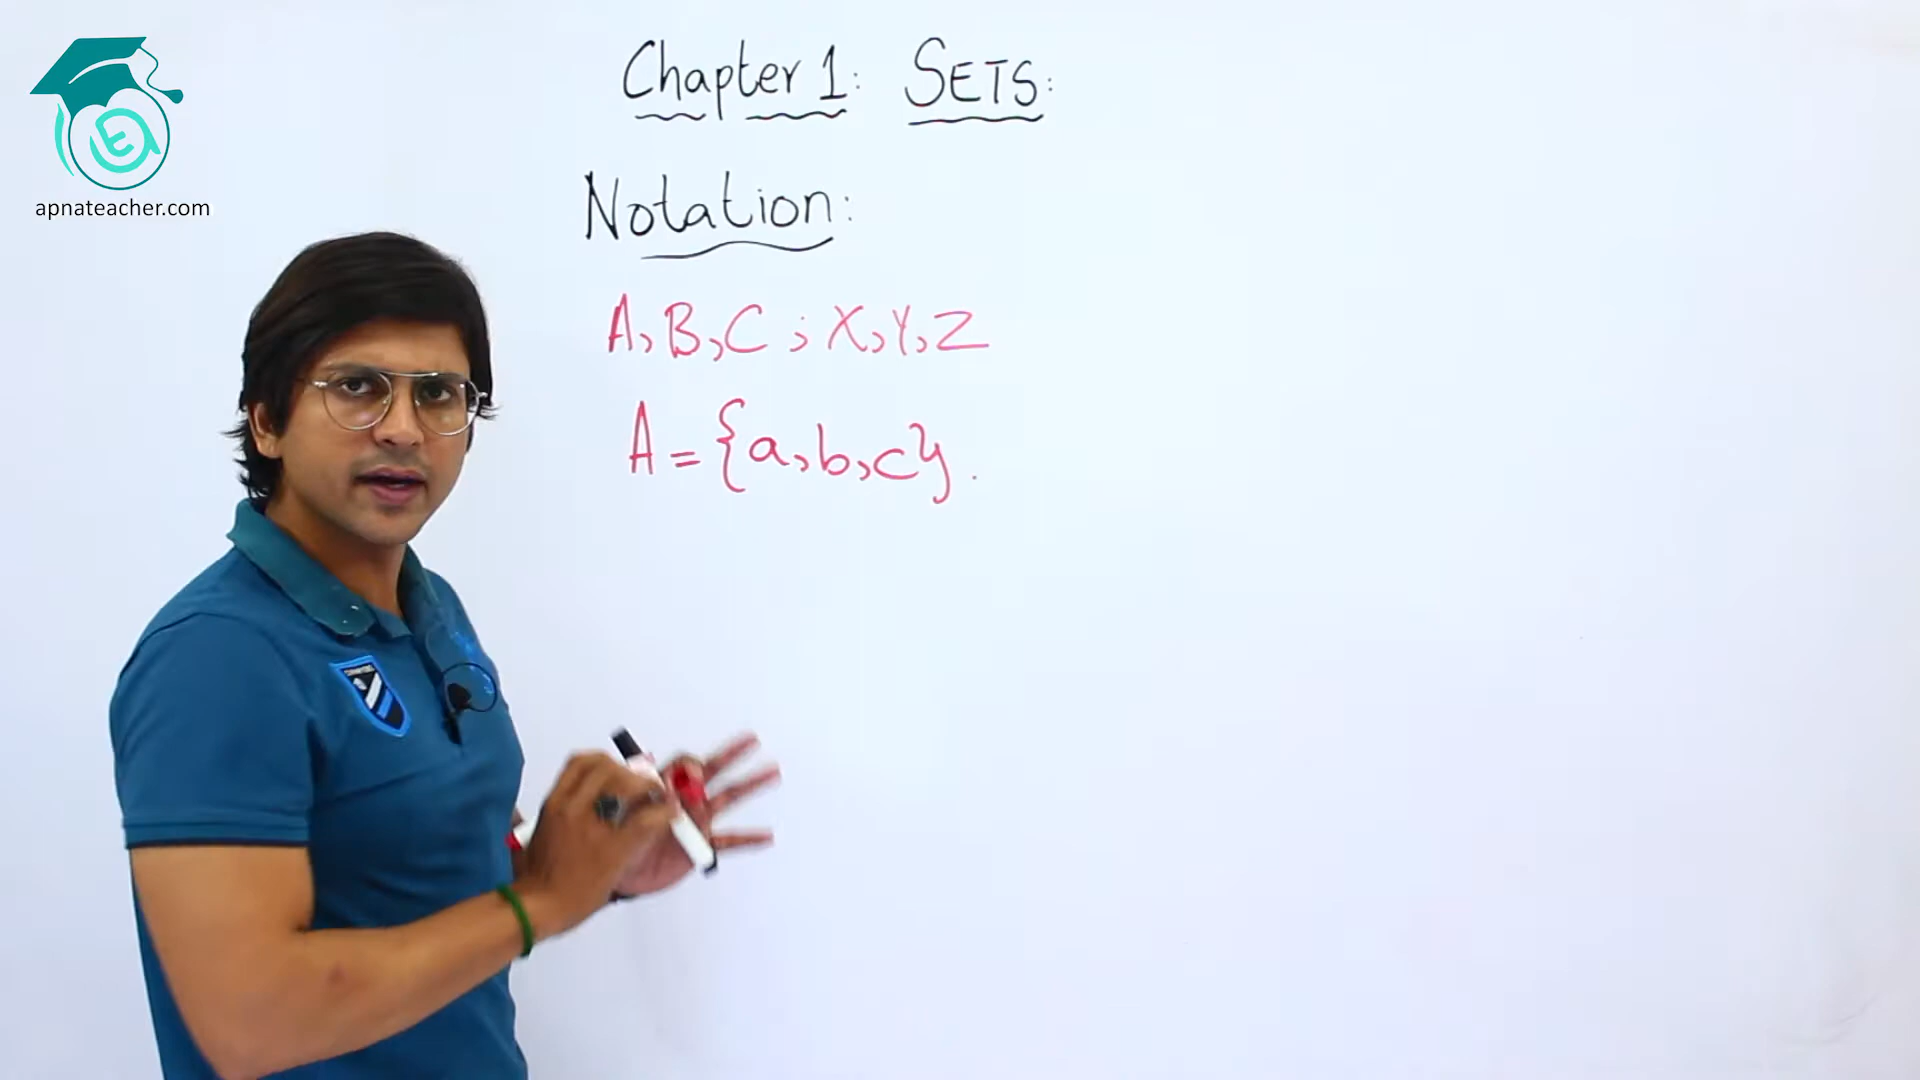 apnateacher.com
Chapter 1: SETS:
Notation:
A, B, C ; X, Y, Z
A = {a, b, c}.